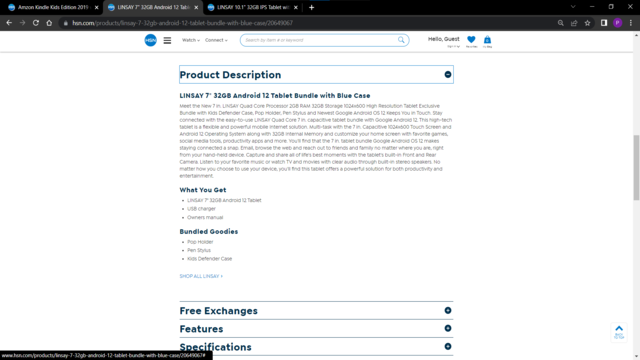 Amzon Kindle Kids Edition 2019
LINSAY 7" 32GB Android 12 Tab
LINSAY 10.1" 32GB IPS Tablet wit
hsn.com/products/linsay-7-32gb-android-12-tablet-bundle-with-blue-case/20649067
P
HSN
Watch
Connect
Search by item # or keyword
Hello, Guest
Product Description
LINSAY 7" 32GB Android 12 Tablet Bundle with Blue Case
Meet the New 7 in. LINSAY Quad Core Processor 2GB RAM 32GB Storage 1024x600 High Resolution Tablet Exclusive
Bundle with Kids Defender Case, Pop Holder, Pen Stylus and Newest Google Android OS 12 Keeps You in Touch. Stay
connected with the easy-to-use LINSAY Quad Core 7 in. capacitive tablet bundle with Google Android 12. This high-tech
tablet is a flexible and powerful mobile internet solution. Multi-task with the 7 in. Capacitive 1024x600 Touch Screen and
Android 12 Operating System along with 32GB Internal Memory and customize your home screen with favorite games,
social media tools, productivity apps and more. You'll find that the 7 in. tablet bundle Google Android OS 12 makes
staying connected a snap. Email, browse the web and reach out to friends and family no matter where you are, right
from your hand-held device. Capture and share all of life's best moments with the tablet's built-in Front and Rear
Camera. Listen to your favorite music or watch TV and movies with clear audio through built-in stereo speakers. No
matter how you choose to use your device, you'll find this tablet offers a powerful solution for both productivity and
entertainment.
What You Get
LINSAY 7" 32GB Android 12 Tablet
USB charger
Owners manual
Bundled Goodies
Pop Holder
Pen Stylus
Kids Defender Case
SHOP ALL LINSAY >
Free Exchanges
Features
Specifications
BACK
TO TOP
www.hsn.com/products/linsay-7-32gb-android-12-tablet-bundle-with-blue-case/20649067#